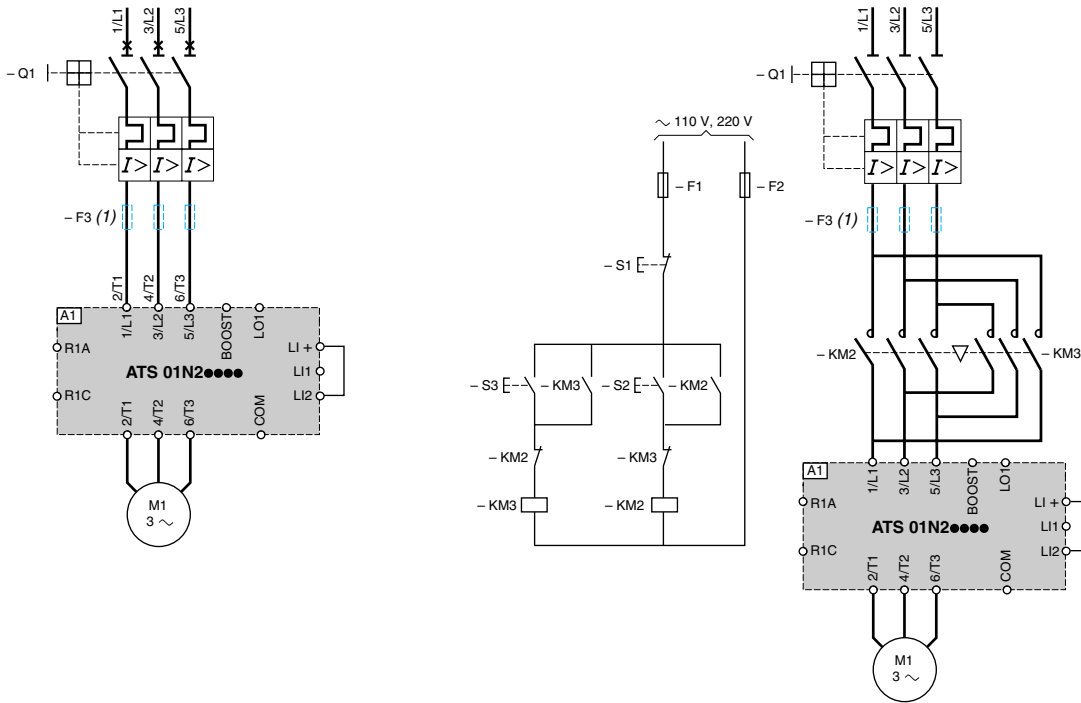 1/L1
3/L2
5/L3
– Q1
I >
I >
I >
– F3 (1)
2/T1
4/T2
6/T3
A1
1/L1
3/L2
5/L3
BOOST
LO1
R1A
R1C
LI +
LI1
LI2
ATS 01N2●●●●
2/T1
4/T2
6/T3
COM
M1
3 ~
~ 110 V, 220 V
– F1
– F2
– S1
– S3
– KM3
– S2
– KM2
– KM2
– KM3
– KM3
– KM2
1/L1
3/L2
5/L3
– Q1
I >
I >
I >
– F3 (1)
– KM2
– KM3
A1
1/L1
3/L2
5/L3
BOOST
LO1
R1A
R1C
LI +
LI1
LI2
ATS 01N2●●●●
2/T1
4/T2
6/T3
COM
M1
3 ~